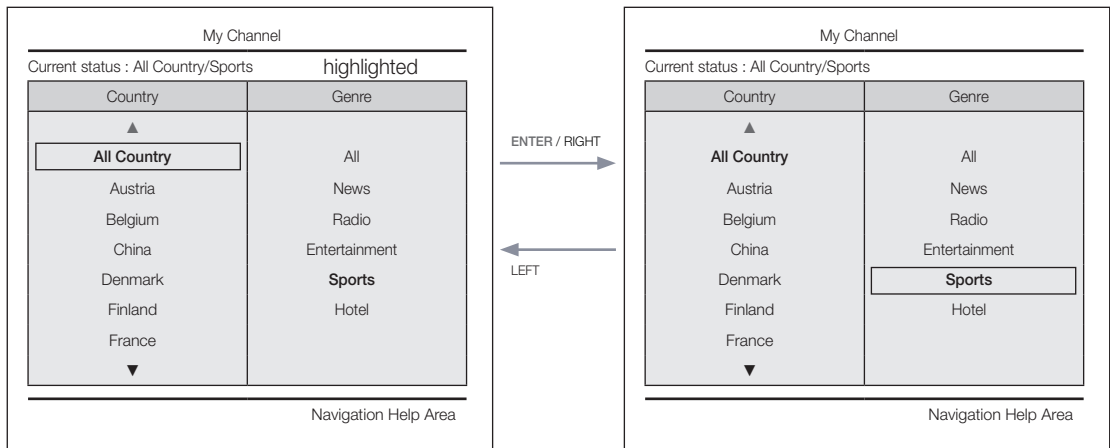 My Channel
Current status : All Country/Sports highlighted
Country Genre
▲
All Country All
Austria News
Belgium Radio
China Entertainment
Denmark Sports
Finland Hotel
France
▼
Navigation Help Area
ENTER / RIGHT
LEFT
My Channel
Current status : All Country/Sports
Country Genre
▲
All Country All
Austria News
Belgium Radio
China Entertainment
Denmark Sports
Finland Hotel
France
▼
Navigation Help Area